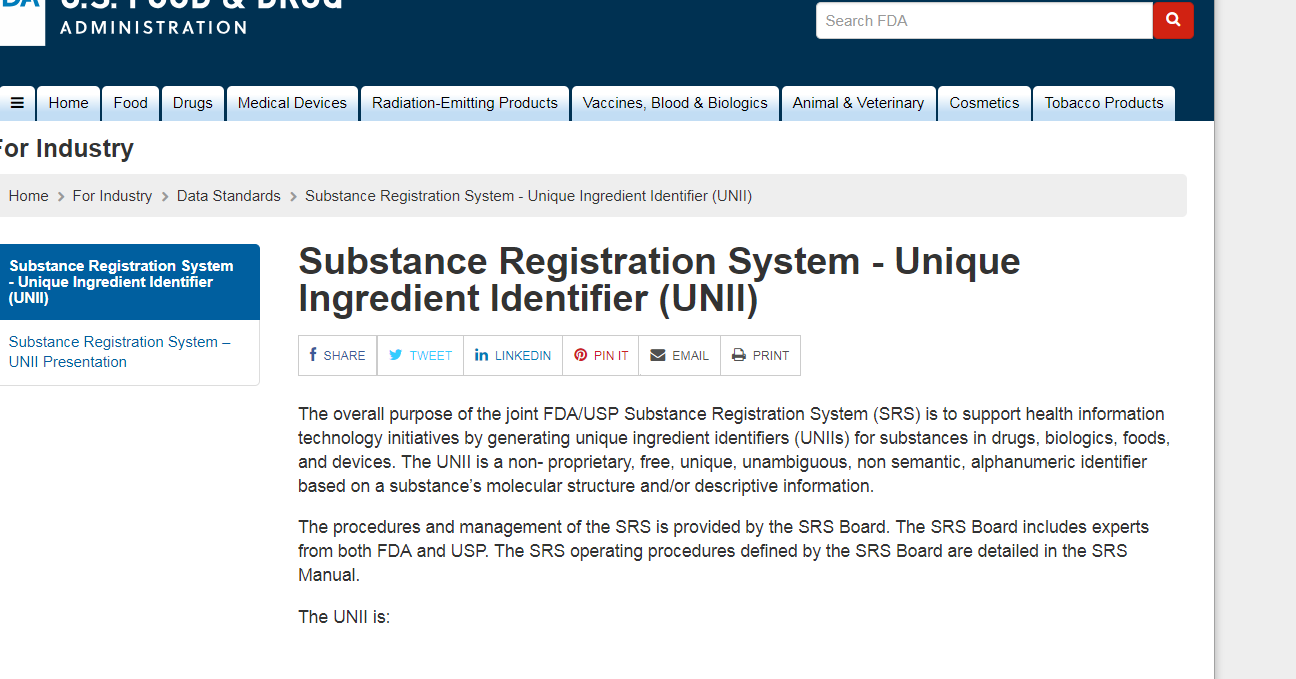 U.S. FOOD & DRUG
ADMINISTRATION
Search FDA
Home Food Drugs Medical Devices Radiation-Emitting Products Vaccines, Blood & Biologics Animal & Veterinary Cosmetics Tobacco Products
For Industry
Home > For Industry > Data Standards > Substance Registration System - Unique Ingredient Identifier (UNII)
Substance Registration System
- Unique Ingredient Identifier
(UNII)
Substance Registration System –
UNII Presentation
Substance Registration System - Unique
Ingredient Identifier (UNII)
SHARE TWEET LINKEDIN PIN IT EMAIL PRINT
The overall purpose of the joint FDA/USP Substance Registration System (SRS) is to support health information
technology initiatives by generating unique ingredient identifiers (UNIIs) for substances in drugs, biologics, foods,
and devices. The UNII is a non- proprietary, free, unique, unambiguous, non semantic, alphanumeric identifier
based on a substance’s molecular structure and/or descriptive information.
The procedures and management of the SRS is provided by the SRS Board. The SRS Board includes experts
from both FDA and USP. The SRS operating procedures defined by the SRS Board are detailed in the SRS
Manual.
The UNII is: